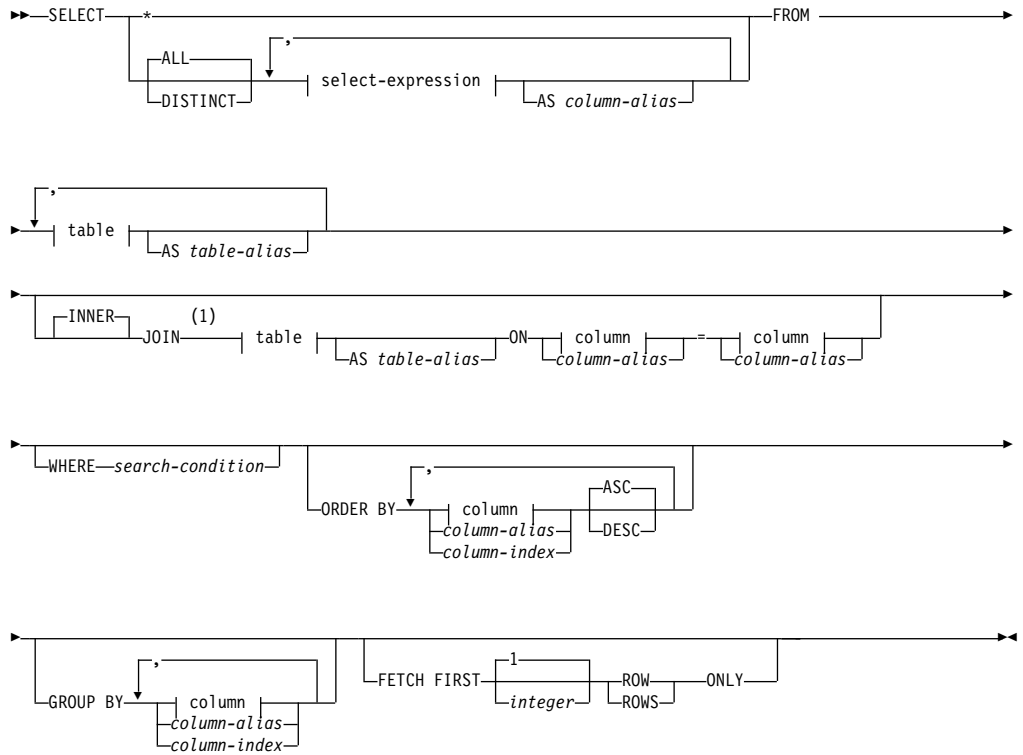 SELECT * FROM
,
ALL
select-expression
DISTINCT AS column-alias
,
table
AS table-alias
INNER (1)
JOIN table ON column = column
AS table-alias column-alias column-alias
WHERE search-condition
, ASC
ORDER BY column
column-alias DESC
column-index
, 1
GROUP BY column FETCH FIRST ROW ONLY
column-alias integer ROWS
column-index